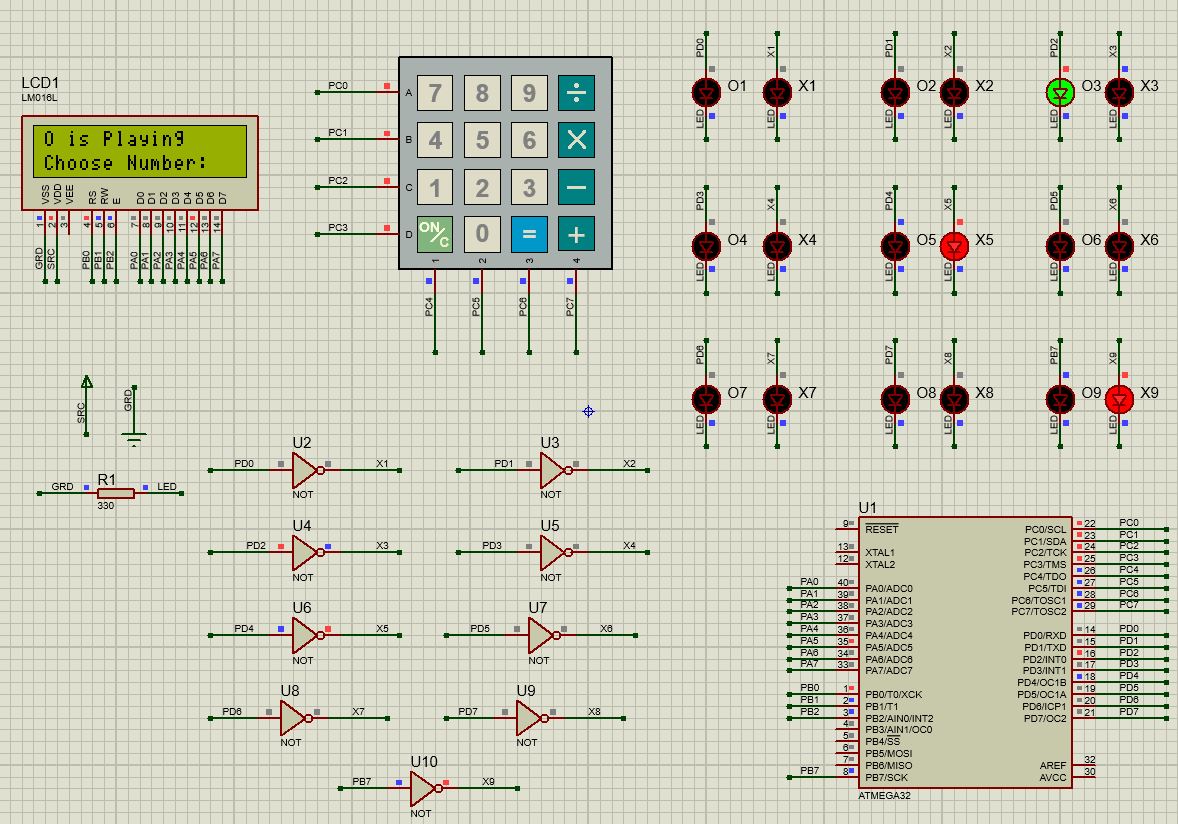 LCD1
LM016L
O is Playing
Choose Number:
VSS VDD VEE RS RW E D0 D1 D2 D3 D4 D5 D6 D7
1 2 3 4 5 6 7 8 9 10 11 12 13 14
GRD SRC PB0 PB1 PB2 PA0 PA1 PA2 PA3 PA4 PA5 PA6 PA7
PC0 A 7 8 9 ÷
PC1 B 4 5 6 ×
PC2 C 1 2 3 −
PC3 D ON/C 0 = +
1 2 3 4
PC4 PC5 PC6 PC7
PD0 X1 PD1 X2 PD2 X3
O1 X1 O2 X2 O3 X3
LED LED LED LED LED LED
PD3 X4 PD4 X5 PD5 X6
O4 X4 O5 X5 O6 X6
LED LED LED LED LED LED
PD6 X7 PD7 X8 PB7 X9
O7 X7 O8 X8 O9 X9
LED LED LED LED LED LED
SRC GRD
R1
GRD LED
330
U2
PD0 X1
NOT
U3
PD1 X2
NOT
U4
PD2 X3
NOT
U5
PD3 X4
NOT
U6
PD4 X5
NOT
U7
PD5 X6
NOT
U8
PD6 X7
NOT
U9
PD7 X8
NOT
U10
PB7 X9
NOT
U1
9 RESET PC0/SCL 22 PC0
PC1/SDA 23 PC1
13 XTAL1 PC2/TCK 24 PC2
12 XTAL2 PC3/TMS 25 PC3
PC4/TDO 26 PC4
PA0 40 PA0/ADC0 PC5/TDI 27 PC5
PA1 39 PA1/ADC1 PC6/TOSC1 28 PC6
PA2 38 PA2/ADC2 PC7/TOSC2 29 PC7
PA3 37 PA3/ADC3
PA4 36 PA4/ADC4 PD0/RXD 14 PD0
PA5 35 PA5/ADC5 PD1/TXD 15 PD1
PA6 34 PA6/ADC6 PD2/INT0 16 PD2
PA7 33 PA7/ADC7 PD3/INT1 17 PD3
PD4/OC1B 18 PD4
PB0 1 PB0/T0/XCK PD5/OC1A 19 PD5
PB1 2 PB1/T1 PD6/ICP1 20 PD6
PB2 3 PB2/AIN0/INT2 PD7/OC2 21 PD7
4 PB3/AIN1/OC0
5 PB4/SS
6 PB5/MOSI
7 PB6/MISO AREF 32
PB7 8 PB7/SCK AVCC 30
ATMEGA32